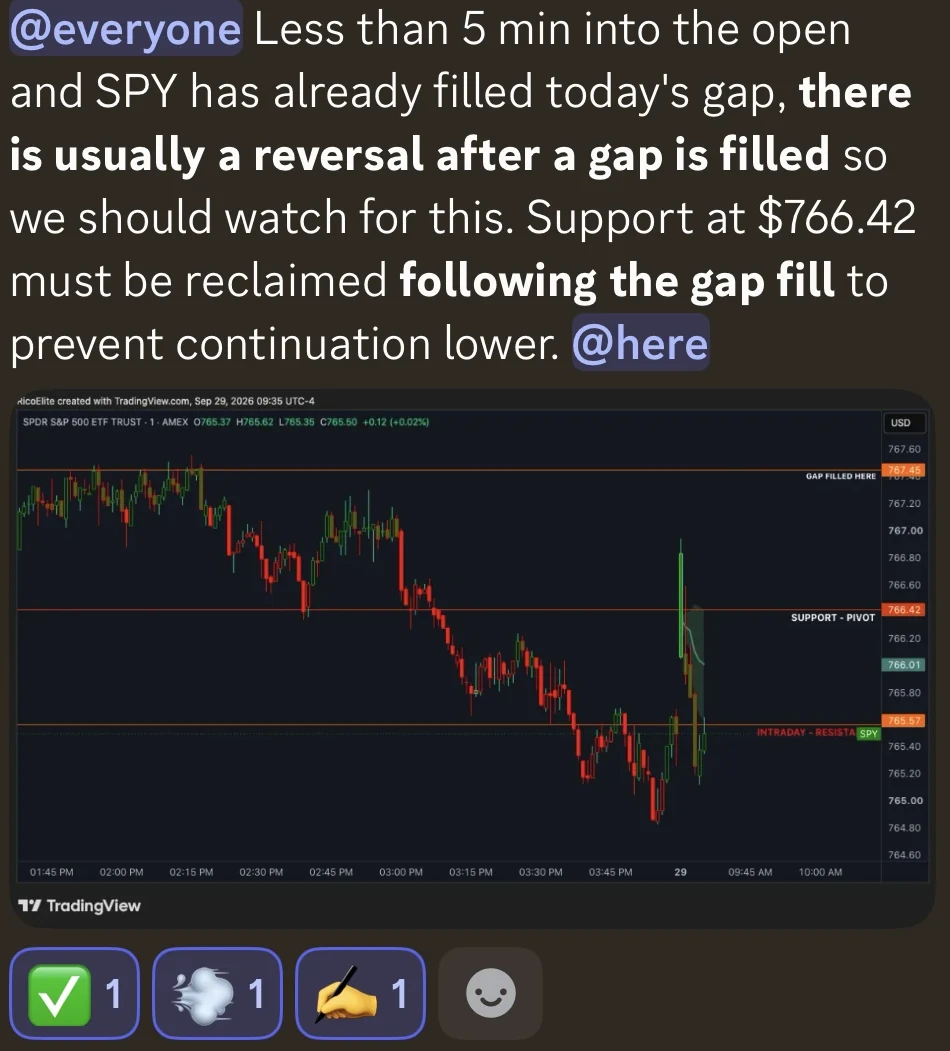 @everyone Less than 5 min into the open
and SPY has already filled today's gap, there
is usually a reversal after a gap is filled so
we should watch for this. Support at $766.42
must be reclaimed following the gap fill to
prevent continuation lower. @here
created with TradingView.com, Sep 29, 2026 09:35 UTC-4
SPDR S&P 500 ETF TRUST · 1 · AMEX O765.37 H765.62 L765.35 C765.50 +0.12 (+0.02%)
USD
767.60
767.45
GAP FILLED HERE
767.20
767.00
766.80
766.60
766.42
SUPPORT - PIVOT
766.20
766.01
765.80
765.57
INTRADAY - RESISTA
SPY
765.40
765.20
765.00
764.80
764.60
01:45 PM 02:00 PM 02:15 PM 02:30 PM 02:45 PM 03:00 PM 03:15 PM 03:30 PM 03:45 PM 29 09:45 AM 10:00 AM
TradingView
1 1 1